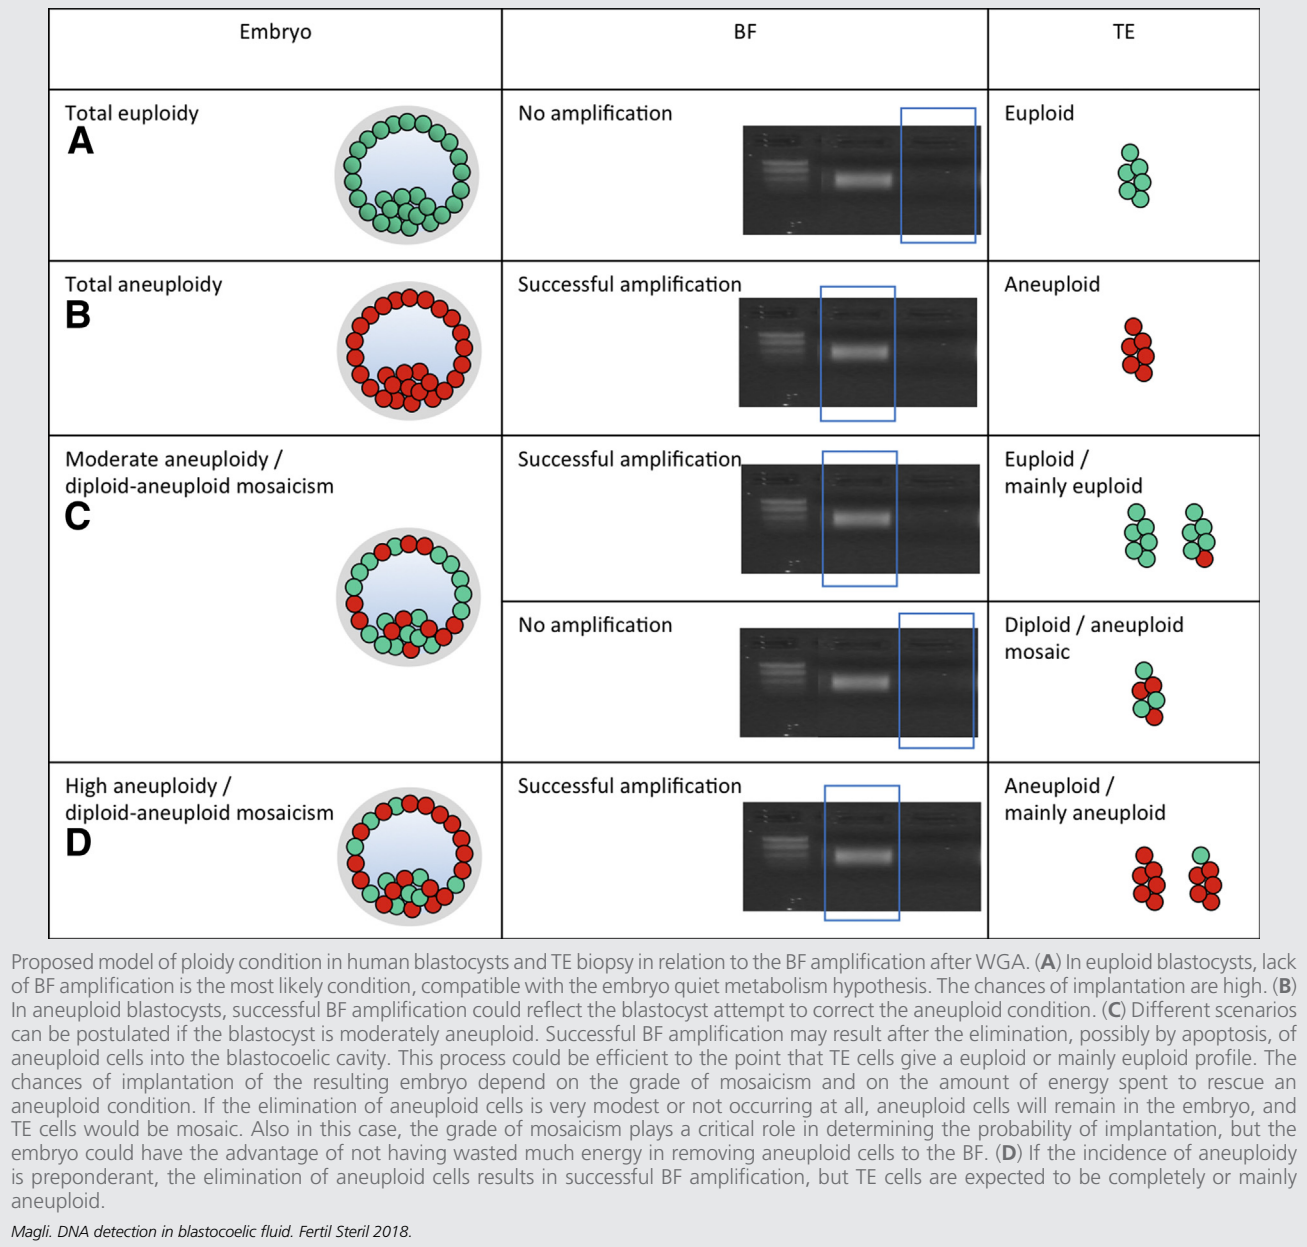 Embryo
BF
TE
Total euploidy
A
No amplification
Euploid
Total aneuploidy
B
Successful amplification
Aneuploid
Moderate aneuploidy /
diploid-aneuploid mosaicism
C
Successful amplification
Euploid /
mainly euploid
No amplification
Diploid / aneuploid
mosaic
High aneuploidy /
diploid-aneuploid mosaicism
D
Successful amplification
Aneuploid /
mainly aneuploid
Proposed model of ploidy condition in human blastocysts and TE biopsy in relation to the BF amplification after WGA. (A) In euploid blastocysts, lack
of BF amplification is the most likely condition, compatible with the embryo quiet metabolism hypothesis. The chances of implantation are high. (B)
In aneuploid blastocysts, successful BF amplification could reflect the blastocyst attempt to correct the aneuploid condition. (C) Different scenarios
can be postulated if the blastocyst is moderately aneuploid. Successful BF amplification may result after the elimination, possibly by apoptosis, of
aneuploid cells into the blastocoelic cavity. This process could be efficient to the point that TE cells give a euploid or mainly euploid profile. The
chances of implantation of the resulting embryo depend on the grade of mosaicism and on the amount of energy spent to rescue an
aneuploid condition. If the elimination of aneuploid cells is very modest or not occurring at all, aneuploid cells will remain in the embryo, and
TE cells would be mosaic. Also in this case, the grade of mosaicism plays a critical role in determining the probability of implantation, but the
embryo could have the advantage of not having wasted much energy in removing aneuploid cells to the BF. (D) If the incidence of aneuploidy
is preponderant, the elimination of aneuploid cells results in successful BF amplification, but TE cells are expected to be completely or mainly
aneuploid.
Magli. DNA detection in blastocoelic fluid. Fertil Steril 2018.